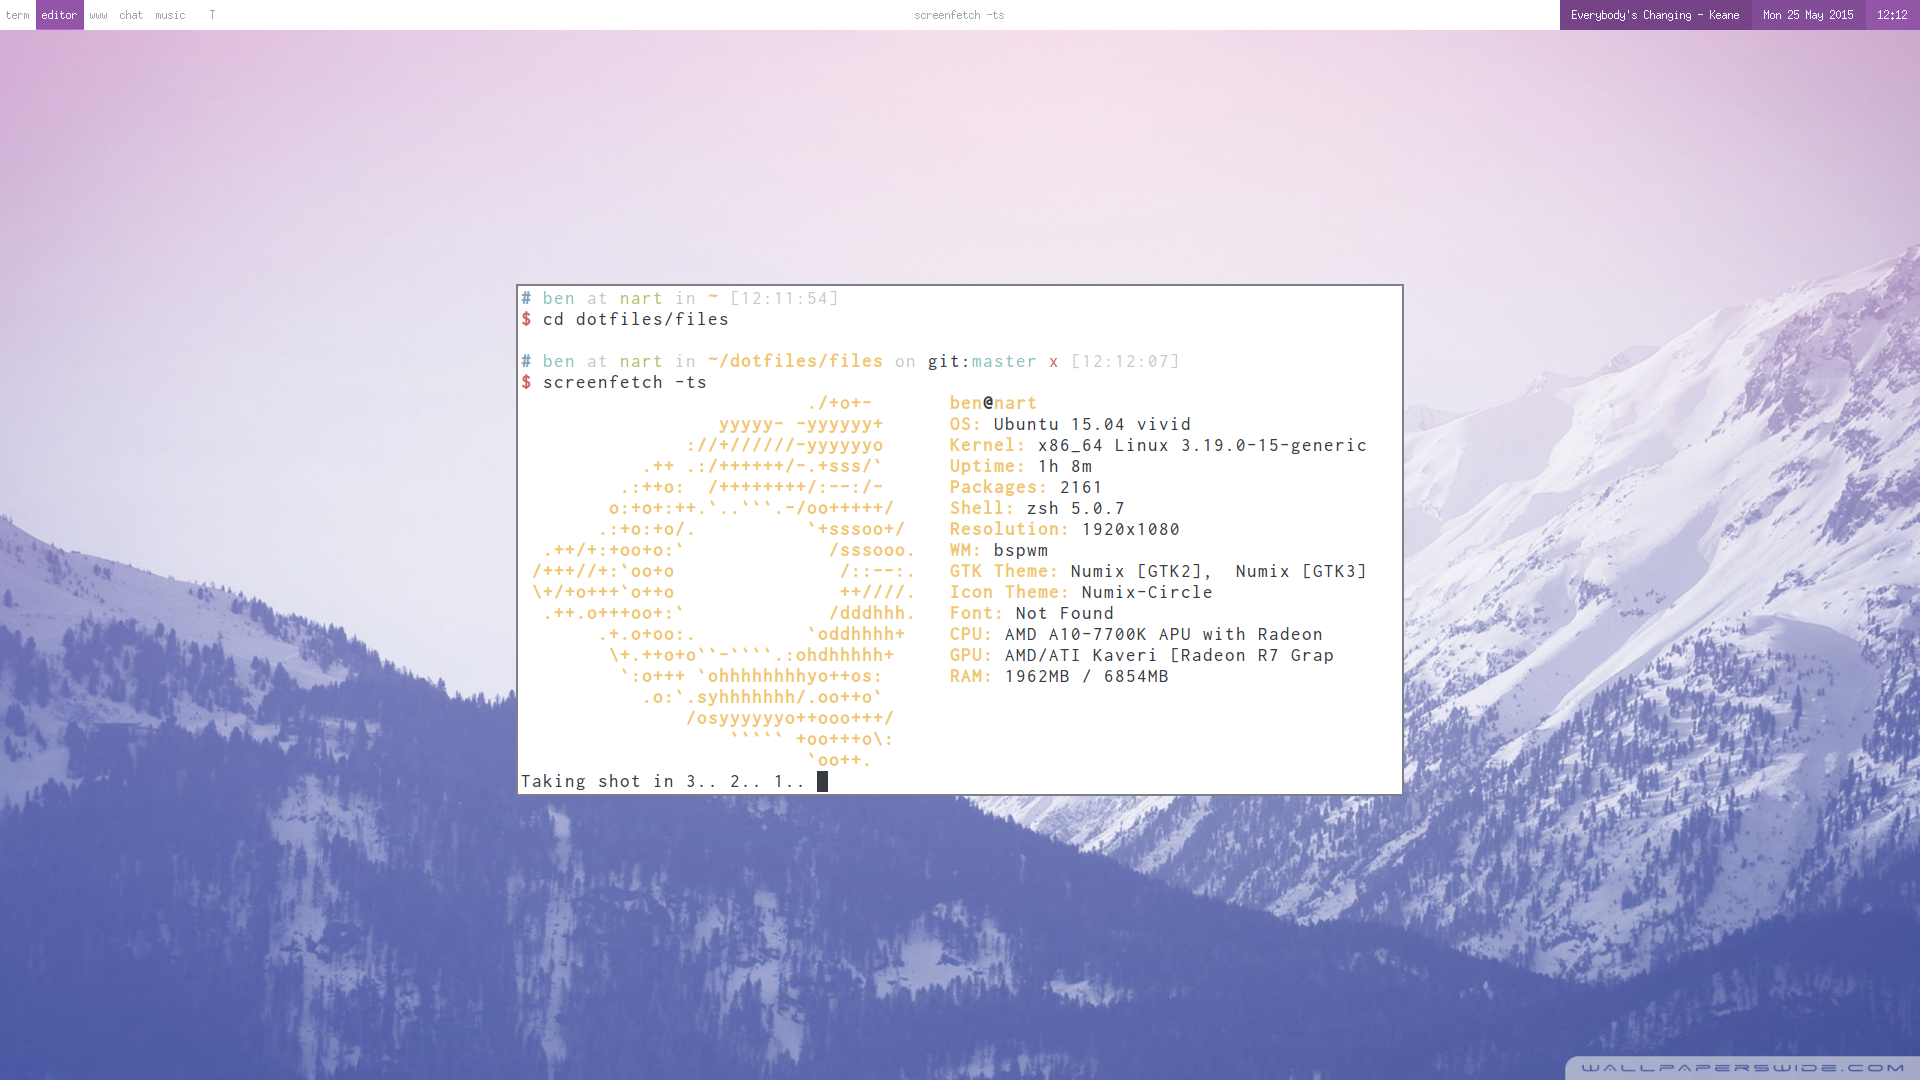 term editor www chat music T screenfetch -ts Everybody's Changing - Keane Mon 25 May 2015 12:12
# ben at nart in ~ [12:11:54]
$ cd dotfiles/files
# ben at nart in ~/dotfiles/files on git:master x [12:12:07]
$ screenfetch -ts
./+o+- ben@nart
yyyyy- -yyyyyy+ OS: Ubuntu 15.04 vivid
://+//////-yyyyyyo Kernel: x86_64 Linux 3.19.0-15-generic
.++ .:/++++++/-.+sss/` Uptime: 1h 8m
.:++o: /++++++++/:--:/- Packages: 2161
o:+o+:++.`..```.-/oo+++++/ Shell: zsh 5.0.7
.:+o:+o/. `+sssoo+/ Resolution: 1920x1080
.++/+:+oo+o:` /sssooo. WM: bspwm
/+++//+:`oo+o /::--:. GTK Theme: Numix [GTK2], Numix [GTK3]
\+/+o+++`o++o ++////. Icon Theme: Numix-Circle
.++.o+++oo+:` /dddhhh. Font: Not Found
.+.o+oo:. `oddhhhh+ CPU: AMD A10-7700K APU with Radeon
\+.++o+o``-````.:ohdhhhhh+ GPU: AMD/ATI Kaveri [Radeon R7 Grap
`:o+++ `ohhhhhhhhyo++os: RAM: 1962MB / 6854MB
.o:`.syhhhhhhh/.oo++o`
/osyyyyyyo++ooo+++/
````` +oo+++o\:
`oo++.
Taking shot in 3.. 2.. 1..
WALLPAPERSWIDE.COM